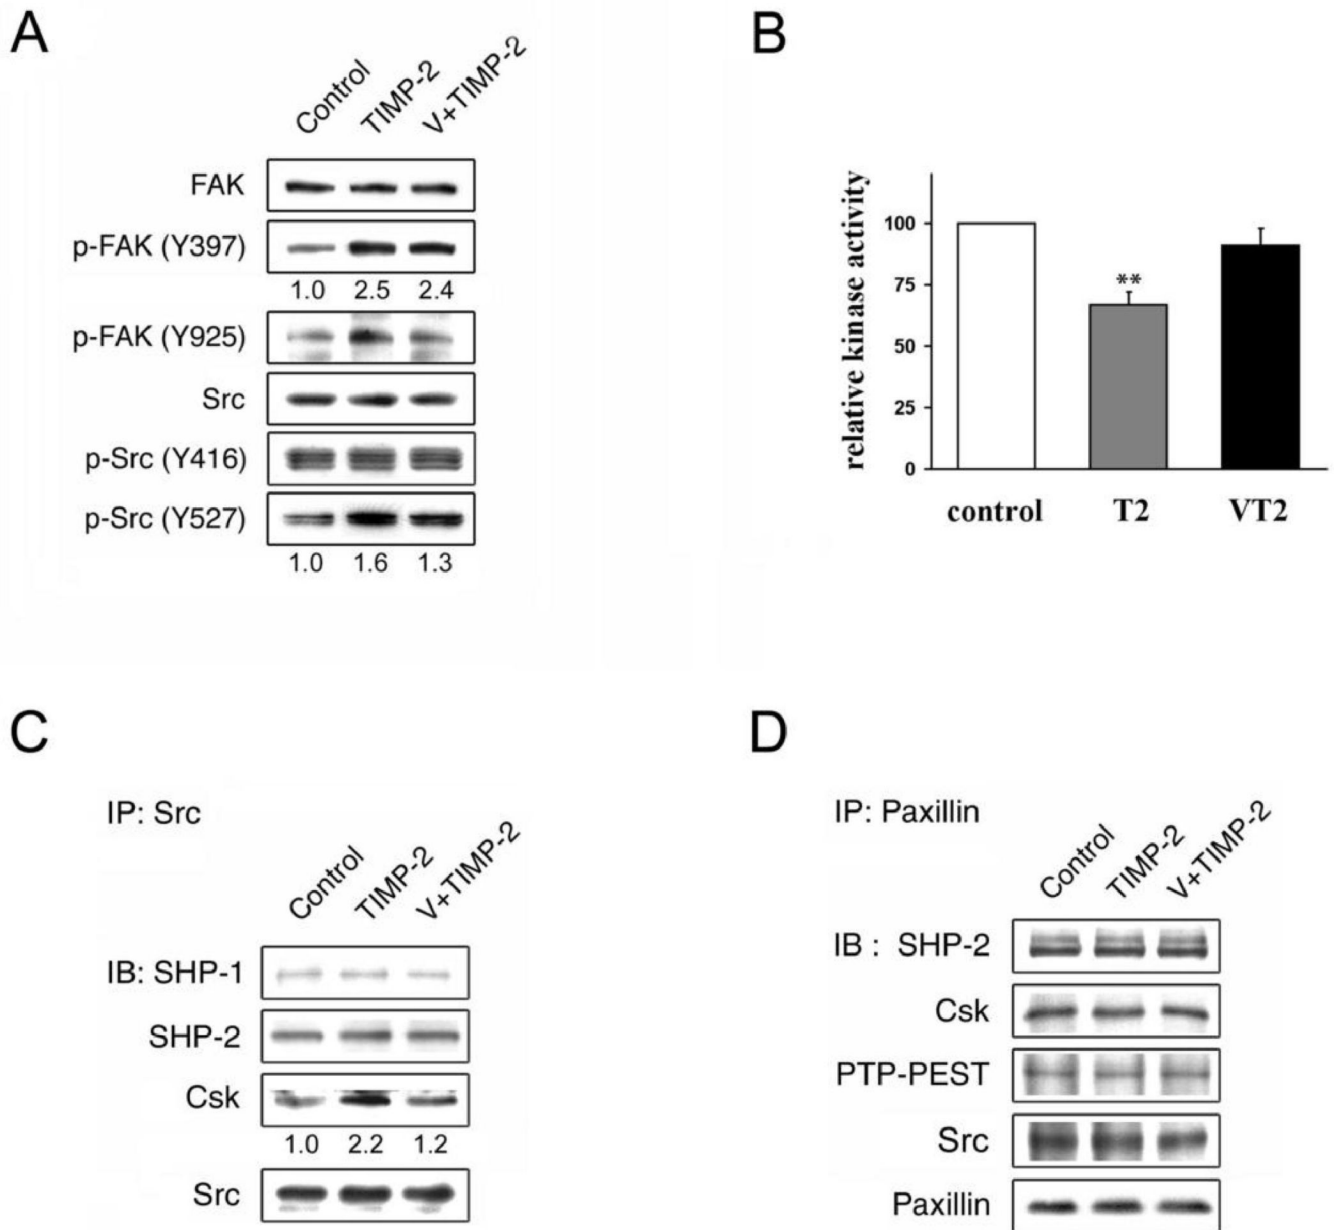 A
Control TIMP-2 V+TIMP-2
FAK
p-FAK (Y397)
1.0 2.5 2.4
p-FAK (Y925)
Src
p-Src (Y416)
p-Src (Y527)
1.0 1.6 1.3
B
relative kinase activity
100
75
50
25
0
**
control T2 VT2
C
IP: Src
Control TIMP-2 V+TIMP-2
IB: SHP-1
SHP-2
Csk
1.0 2.2 1.2
Src
D
IP: Paxillin
Control TIMP-2 V+TIMP-2
IB : SHP-2
Csk
PTP-PEST
Src
Paxillin